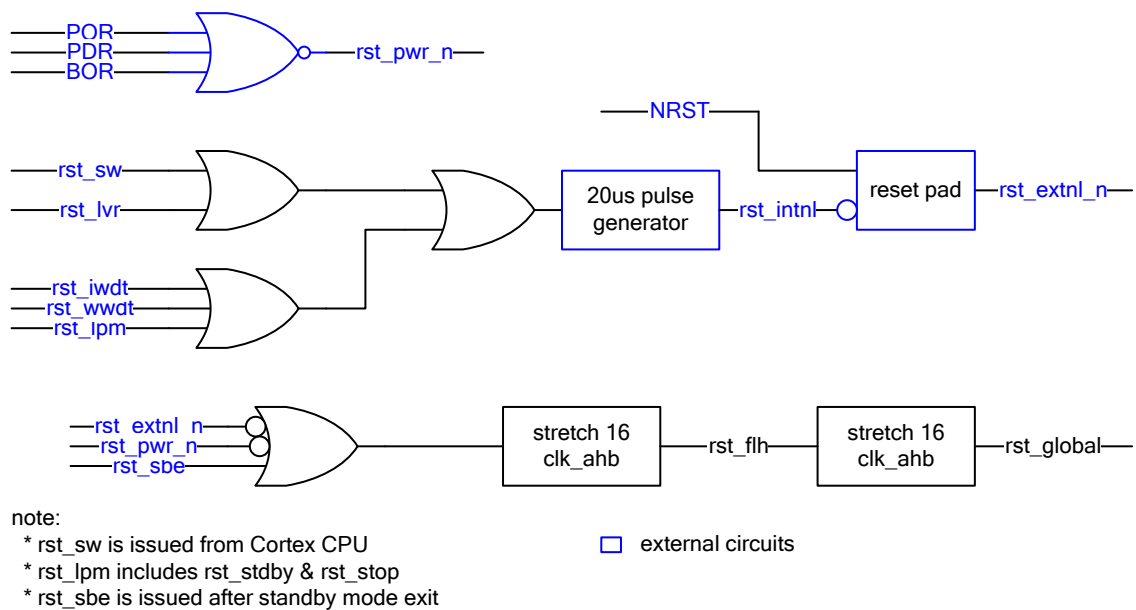 POR
PDR
BOR
rst_pwr_n
NRST
rst_sw
rst_lvr
20us pulse
generator
rst_intnl
reset pad
rst_extnl_n
rst_iwdt
rst_wwdt
rst_lpm
rst_extnl_n
rst_pwr_n
rst_sbe
stretch 16
clk_ahb
rst_flh
stretch 16
clk_ahb
rst_global
note:
* rst_sw is issued from Cortex CPU
* rst_lpm includes rst_stdby & rst_stop
* rst_sbe is issued after standby mode exit
external circuits